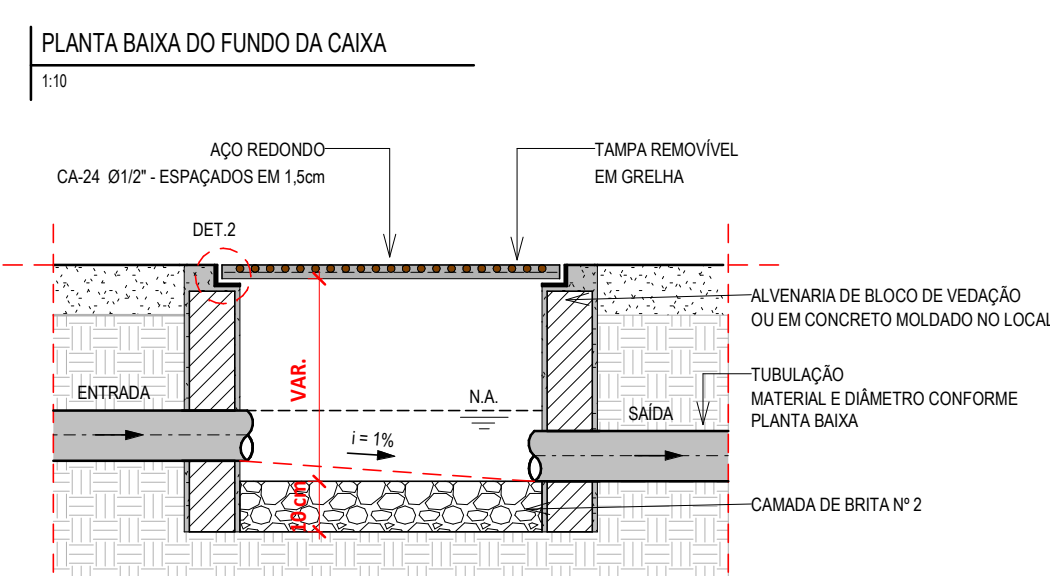 PLANTA BAIXA DO FUNDO DA CAIXA
1:10
AÇO REDONDO
CA-24 Ø1/2" - ESPAÇADOS EM 1,5cm
TAMPA REMOVÍVEL
EM GRELHA
DET.2
ALVENARIA DE BLOCO DE VEDAÇÃO
OU EM CONCRETO MOLDADO NO LOCAL
VAR.
ENTRADA
N.A.
TUBULAÇÃO
MATERIAL E DIÂMETRO CONFORME
PLANTA BAIXA
SAÍDA
i = 1%
10 cm
CAMADA DE BRITA Nº 2